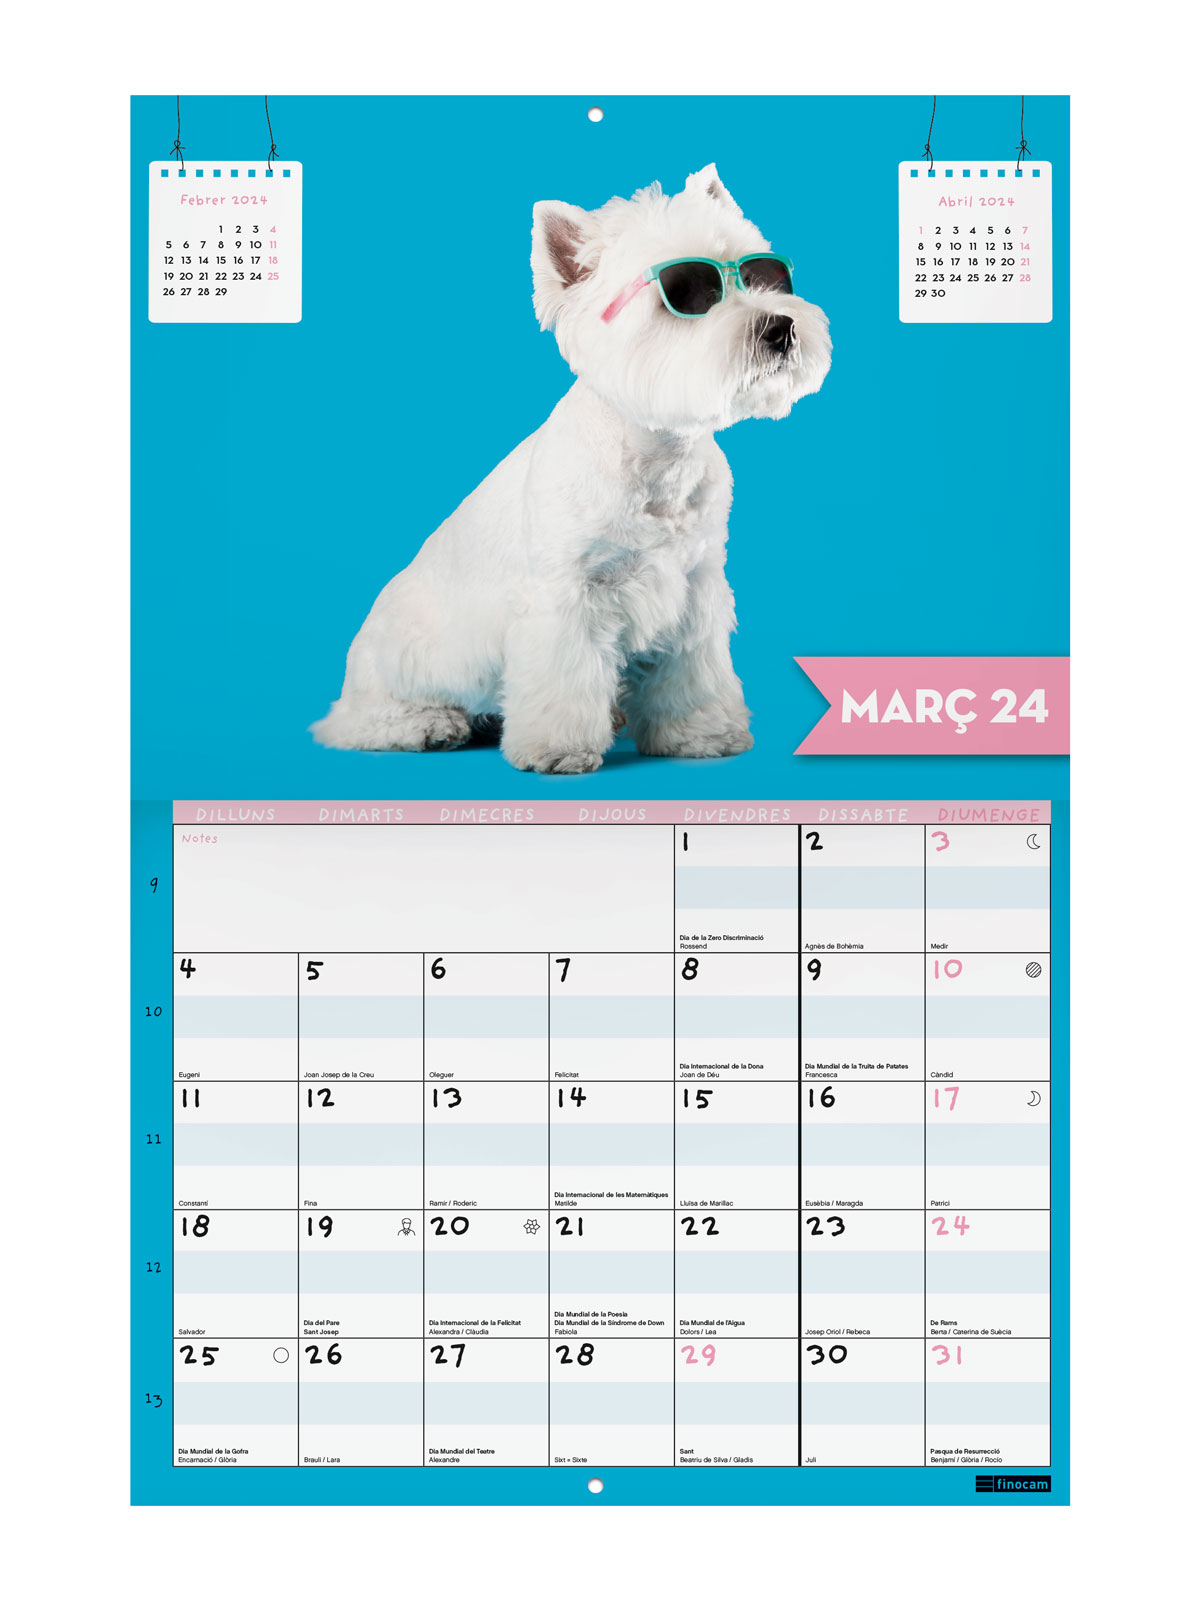 Febrer 2024
1 2 3 4
5 6 7 8 9 10 11
12 13 14 15 16 17 18
19 20 21 22 23 24 25
26 27 28 29
Abril 2024
1 2 3 4 5 6 7
8 9 10 11 12 13 14
15 16 17 18 19 20 21
22 23 24 25 26 27 28
29 30
MARÇ 24
DILLUNS DIMARTS DIMECRES DIJOUS DIVENDRES DISSABTE DIUMENGE
Notes
9
1 2 3
Dia de la Zero Discriminació
Rossend Agnès de Bohèmia Medir
10
4 5 6 7 8 9 10
Dia Internacional de la Dona Dia Mundial de la Truita de Patates
Eugeni Joan Josep de la Creu Oleguer Felicitat Joan de Déu Francesca Càndid
11
11 12 13 14 15 16 17
Dia Internacional de les Matemàtiques
Constantí Fina Ramir / Roderic Matilde Lluïsa de Marillac Eusèbia / Maragda Patrici
12
18 19 20 21 22 23 24
Dia Mundial de la Poesia
Dia del Pare Dia Internacional de la Felicitat Dia Mundial de la Síndrome de Down Dia Mundial de l'Aigua De Rams
Salvador Sant Josep Alexandra / Clàudia Fabiola Dolors / Lea Josep Oriol / Rebeca Berta / Caterina de Suècia
13
25 26 27 28 29 30 31
Dia Mundial de la Gofra Dia Mundial del Teatre Sant Pasqua de Resurrecció
Encarnació / Glòria Brauli / Lara Alexandre Sixt = Sixte Beatriu de Silva / Gladis Juli Benjamí / Glòria / Rocío
finocam